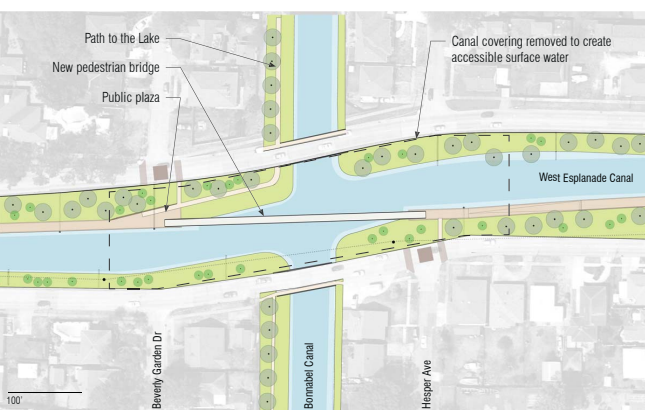 Path to the Lake
New pedestrian bridge
Public plaza
Canal covering removed to create
accessible surface water
West Esplanade Canal
Beverly Garden Dr
Bonnabel Canal
Hesper Ave
100'